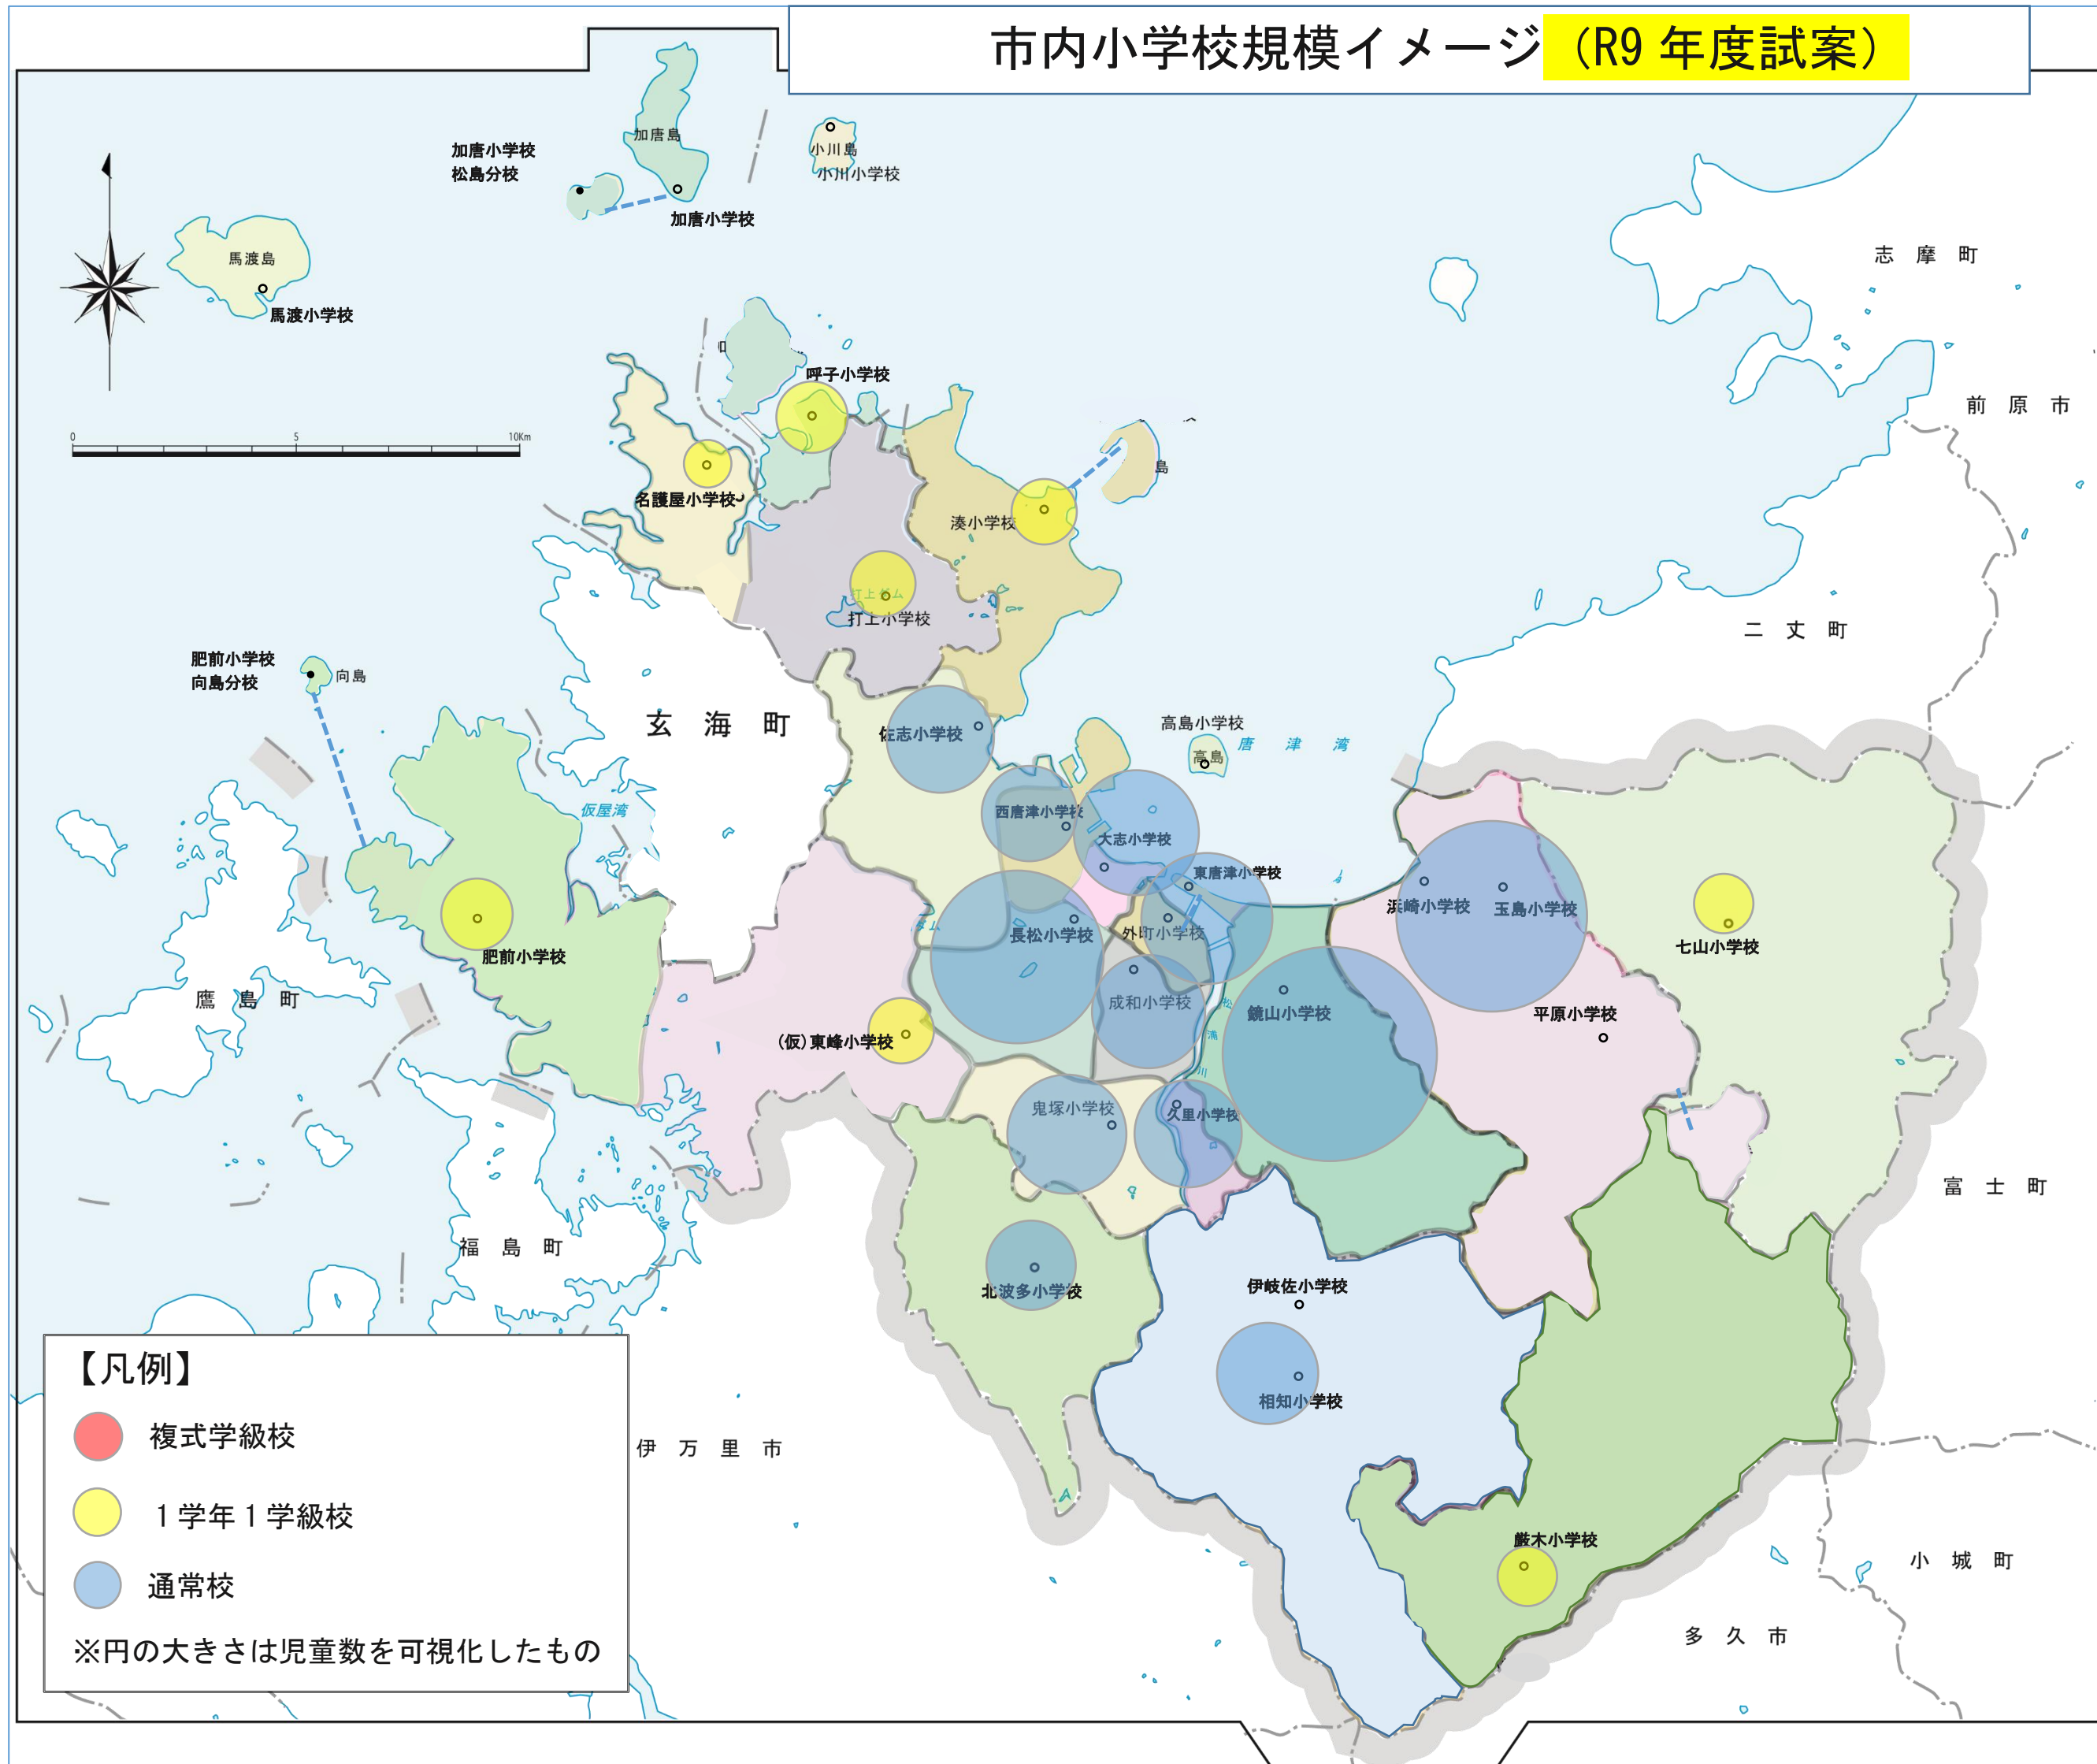 市内小学校規模イメージ（R9 年度試案）
加唐島
小川島
小川小学校
加唐小学校
松島分校
加唐小学校
馬渡島
馬渡小学校
志 摩 町
前 原 市
呼子小学校
0 5 10Km
名護屋小学校
島
湊小学校
打上ダム
打上小学校
二 丈 町
肥前小学校
向島分校
向島
玄 海 町
佐志小学校
高島小学校
高島
唐 津 湾
仮屋湾
西唐津小学校
大志小学校
東唐津小学校
浜崎小学校
玉島小学校
七山小学校
長松小学校
外町小学校
ダム
肥前小学校
鷹 島 町
成和小学校
松
浦
川
鏡山小学校
平原小学校
(仮)東峰小学校
鬼塚小学校
久里小学校
富 士 町
福 島 町
北波多小学校
伊岐佐小学校
相知小学校
伊 万 里 市
厳木小学校
小 城 町
多 久 市
【凡例】
複式学級校
１学年１学級校
通常校
※円の大きさは児童数を可視化したもの